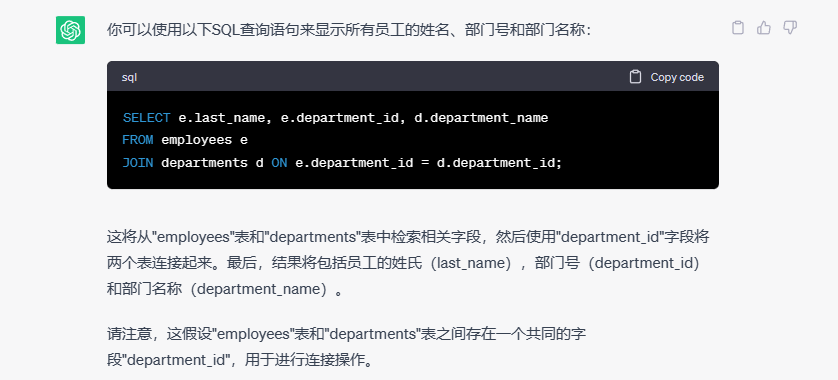 你可以使用以下SQL查询语句来显示所有员工的姓名、部门号和部门名称：
sql
Copy code
SELECT e.last_name, e.department_id, d.department_name
FROM employees e
JOIN departments d ON e.department_id = d.department_id;
这将从"employees"表和"departments"表中检索相关字段，然后使用"department_id"字段将
两个表连接起来。最后，结果将包括员工的姓氏（last_name），部门号（department_id）
和部门名称（department_name）。
请注意，这假设"employees"表和"departments"表之间存在一个共同的字
段"department_id"，用于进行连接操作。